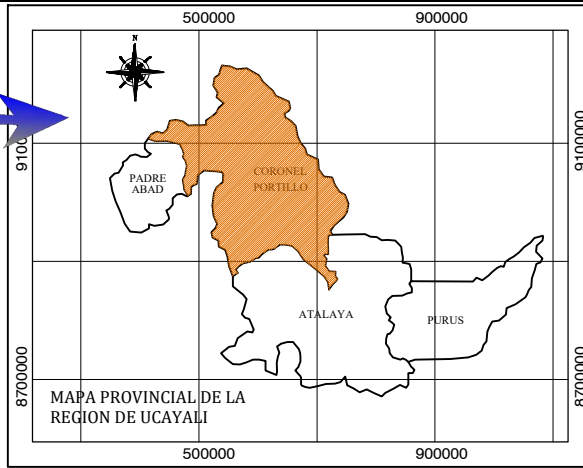 500000
900000
N
9100
9100000
CORONEL
PORTILLO
PADRE
ABAD
ATALAYA
PURUS
8700000
8700000
MAPA PROVINCIAL DE LA
REGION DE UCAYALI
500000
900000